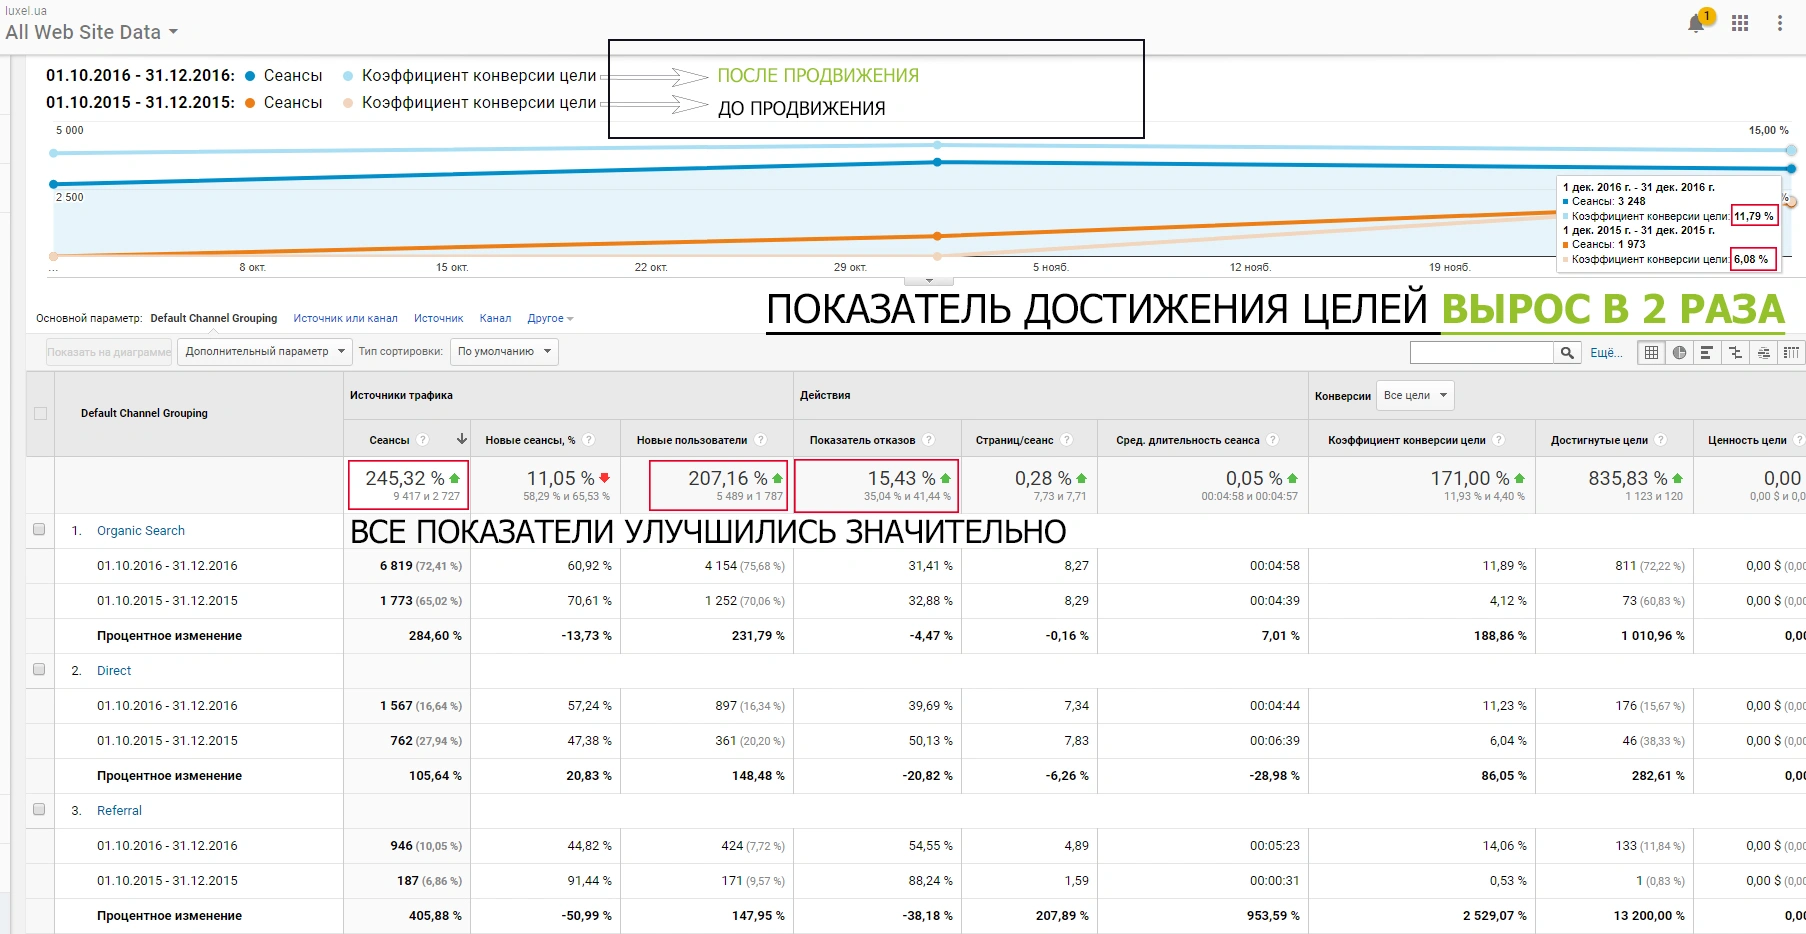 luxel.ua
All Web Site Data
1
01.10.2016 - 31.12.2016: Сеансы Коэффициент конверсии цели ПОСЛЕ ПРОДВИЖЕНИЯ
01.10.2015 - 31.12.2015: Сеансы Коэффициент конверсии цели ДО ПРОДВИЖЕНИЯ
5 000 15,00 %
2 500 %
1 дек. 2016 г. - 31 дек. 2016 г.
Сеансы: 3 248
Коэффициент конверсии цели: 11,79 %
1 дек. 2015 г. - 31 дек. 2015 г.
Сеансы: 1 973
Коэффициент конверсии цели: 6,08 %
... 8 окт. 15 окт. 22 окт. 29 окт. 5 нояб. 12 нояб. 19 нояб.
ПОКАЗАТЕЛЬ ДОСТИЖЕНИЯ ЦЕЛЕЙ ВЫРОС В 2 РАЗА
Основной параметр: Default Channel Grouping Источник или канал Источник Канал Другое
Показать на диаграмме Дополнительный параметр Тип сортировки: По умолчанию Ещё...
Default Channel Grouping
Источники трафика Действия Конверсии Все цели
Сеансы ? Новые сеансы, % ? Новые пользователи ? Показатель отказов ? Страниц/сеанс ? Сред. длительность сеанса ? Коэффициент конверсии цели ? Достигнутые цели ? Ценность цели ?
245,32 % 11,05 % 207,16 % 15,43 % 0,28 % 0,05 % 171,00 % 835,83 % 0,00
9 417 и 2 727 58,29 % и 65,53 % 5 489 и 1 787 35,04 % и 41,44 % 7,73 и 7,71 00:04:58 и 00:04:57 11,93 % и 4,40 % 1 123 и 120 0,00 $ и 0,0
ВСЕ ПОКАЗАТЕЛИ УЛУЧШИЛИСЬ ЗНАЧИТЕЛЬНО
1. Organic Search
01.10.2016 - 31.12.2016 6 819 (72,41 %) 60,92 % 4 154 (75,68 %) 31,41 % 8,27 00:04:58 11,89 % 811 (72,22 %) 0,00 $ (0,00
01.10.2015 - 31.12.2015 1 773 (65,02 %) 70,61 % 1 252 (70,06 %) 32,88 % 8,29 00:04:39 4,12 % 73 (60,83 %) 0,00 $ (0,00
Процентное изменение 284,60 % -13,73 % 231,79 % -4,47 % -0,16 % 7,01 % 188,86 % 1 010,96 % 0,00
2. Direct
01.10.2016 - 31.12.2016 1 567 (16,64 %) 57,24 % 897 (16,34 %) 39,69 % 7,34 00:04:44 11,23 % 176 (15,67 %) 0,00 $ (0,00
01.10.2015 - 31.12.2015 762 (27,94 %) 47,38 % 361 (20,20 %) 50,13 % 7,83 00:06:39 6,04 % 46 (38,33 %) 0,00 $ (0,00
Процентное изменение 105,64 % 20,83 % 148,48 % -20,82 % -6,26 % -28,98 % 86,05 % 282,61 % 0,00
3. Referral
01.10.2016 - 31.12.2016 946 (10,05 %) 44,82 % 424 (7,72 %) 54,55 % 4,89 00:05:23 14,06 % 133 (11,84 %) 0,00 $ (0,00
01.10.2015 - 31.12.2015 187 (6,86 %) 91,44 % 171 (9,57 %) 88,24 % 1,59 00:00:31 0,53 % 1 (0,83 %) 0,00 $ (0,00
Процентное изменение 405,88 % -50,99 % 147,95 % -38,18 % 207,89 % 953,59 % 2 529,07 % 13 200,00 % 0,00